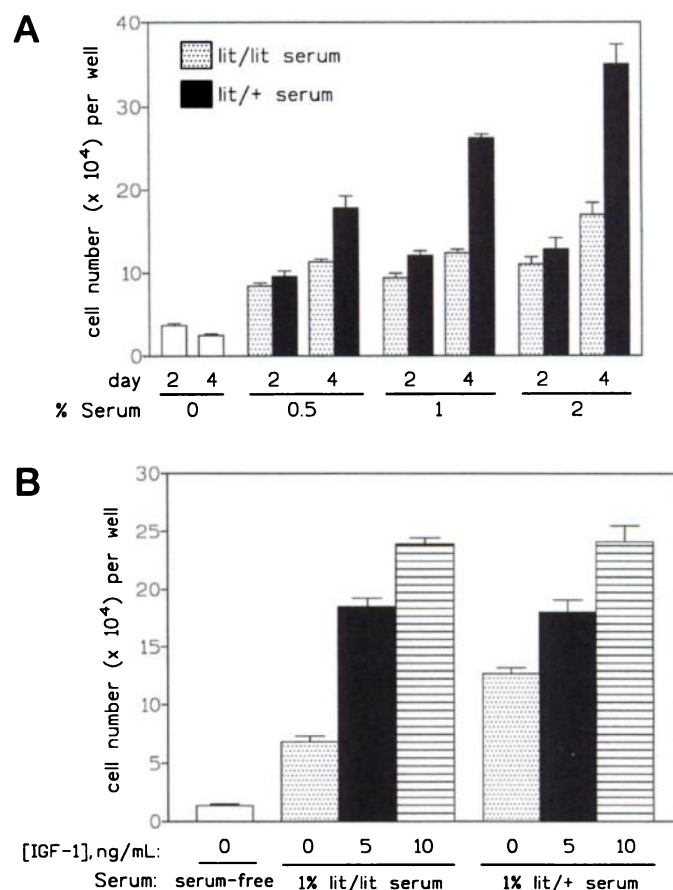 A
40
30
20
10
0
cell number (x 10⁴) per well
lit/lit serum
lit/+ serum
day 2 4 2 4 2 4 2 4
% Serum 0 0.5 1 2
B
30
25
20
15
10
5
0
cell number (x 10⁴) per well
[IGF-1],ng/mL: 0 0 5 10 0 5 10
Serum: serum-free 1% lit/lit serum 1% lit/+ serum